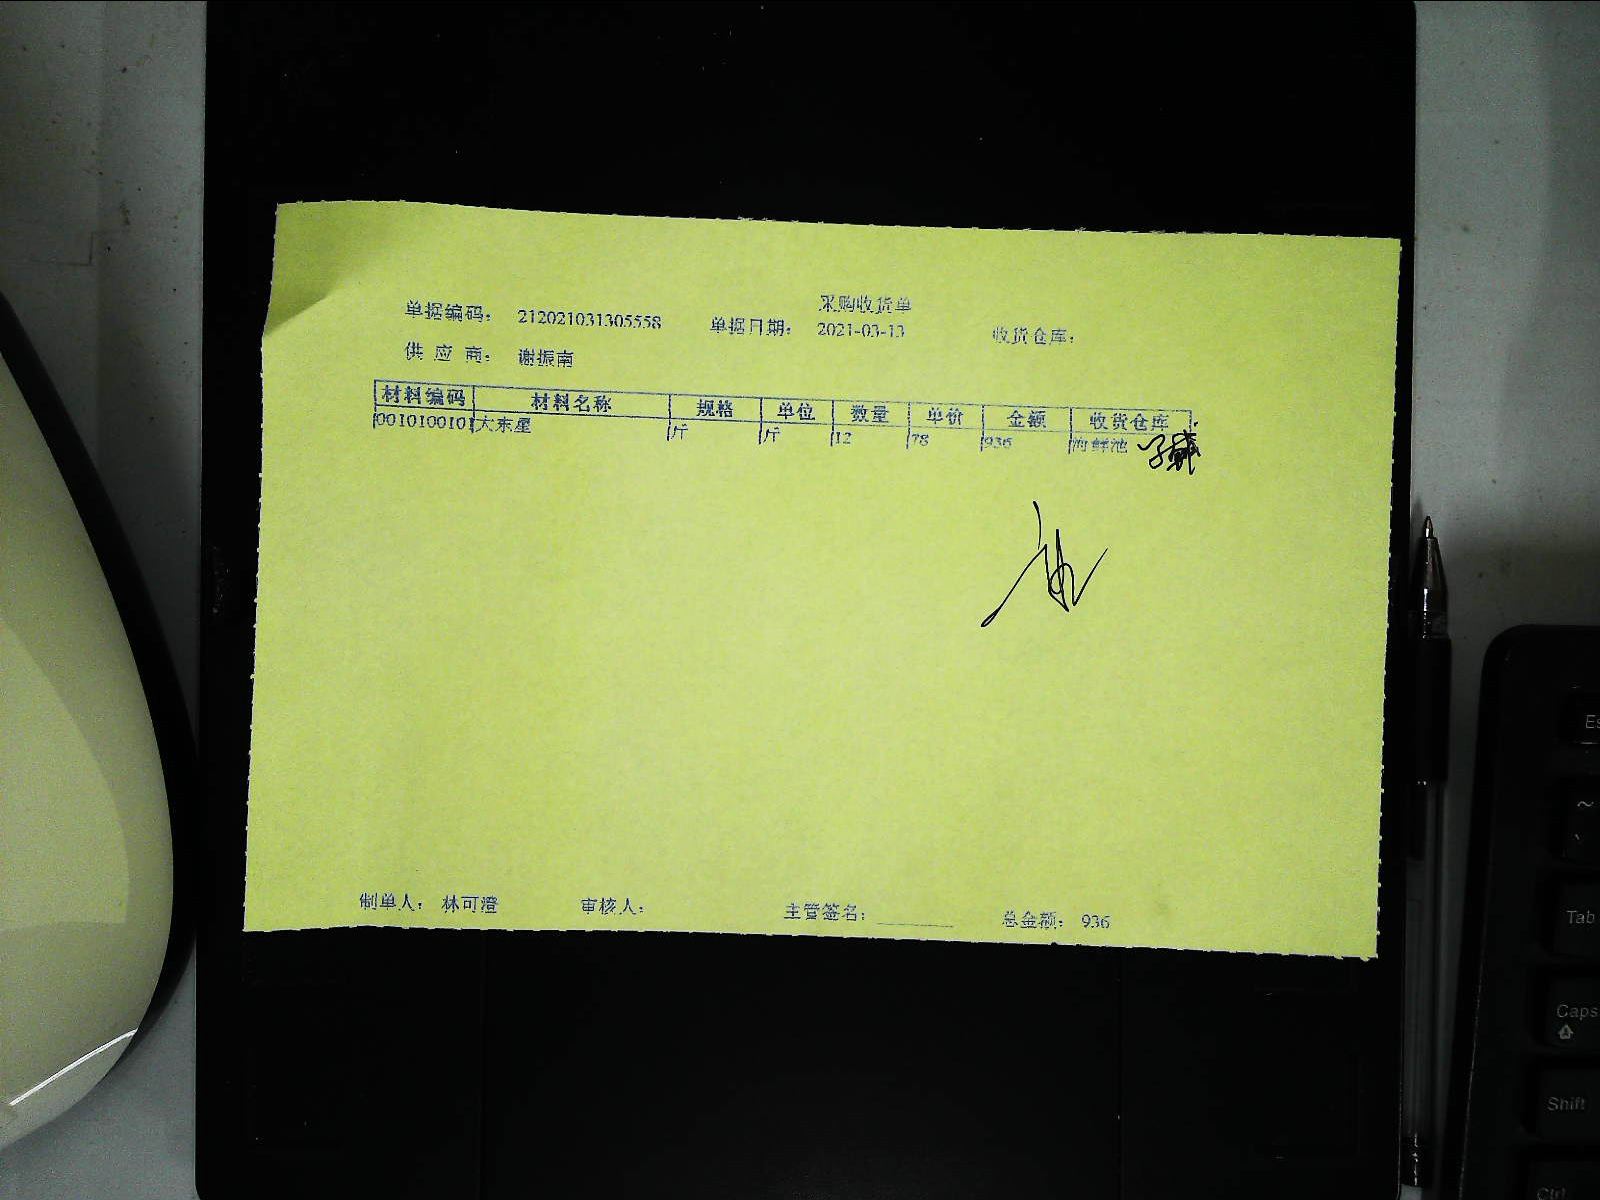 采购收货单
单据编码： 212021031305558 单据日期： 2021-03-13 收货仓库：
供 应 商： 谢振南
材料编码 材料名称 规格 单位 数量 单价 金额 收货仓库
0010100101 大东星 斤 斤 12 78 936 海鲜池
制单人： 林可澄 审核人： 主管签名： 总金额： 936
Es
~
Tab
Caps
Shift
Ctrl